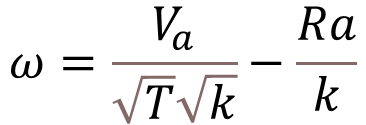 ω = V_a / (√T √k) − Ra / k